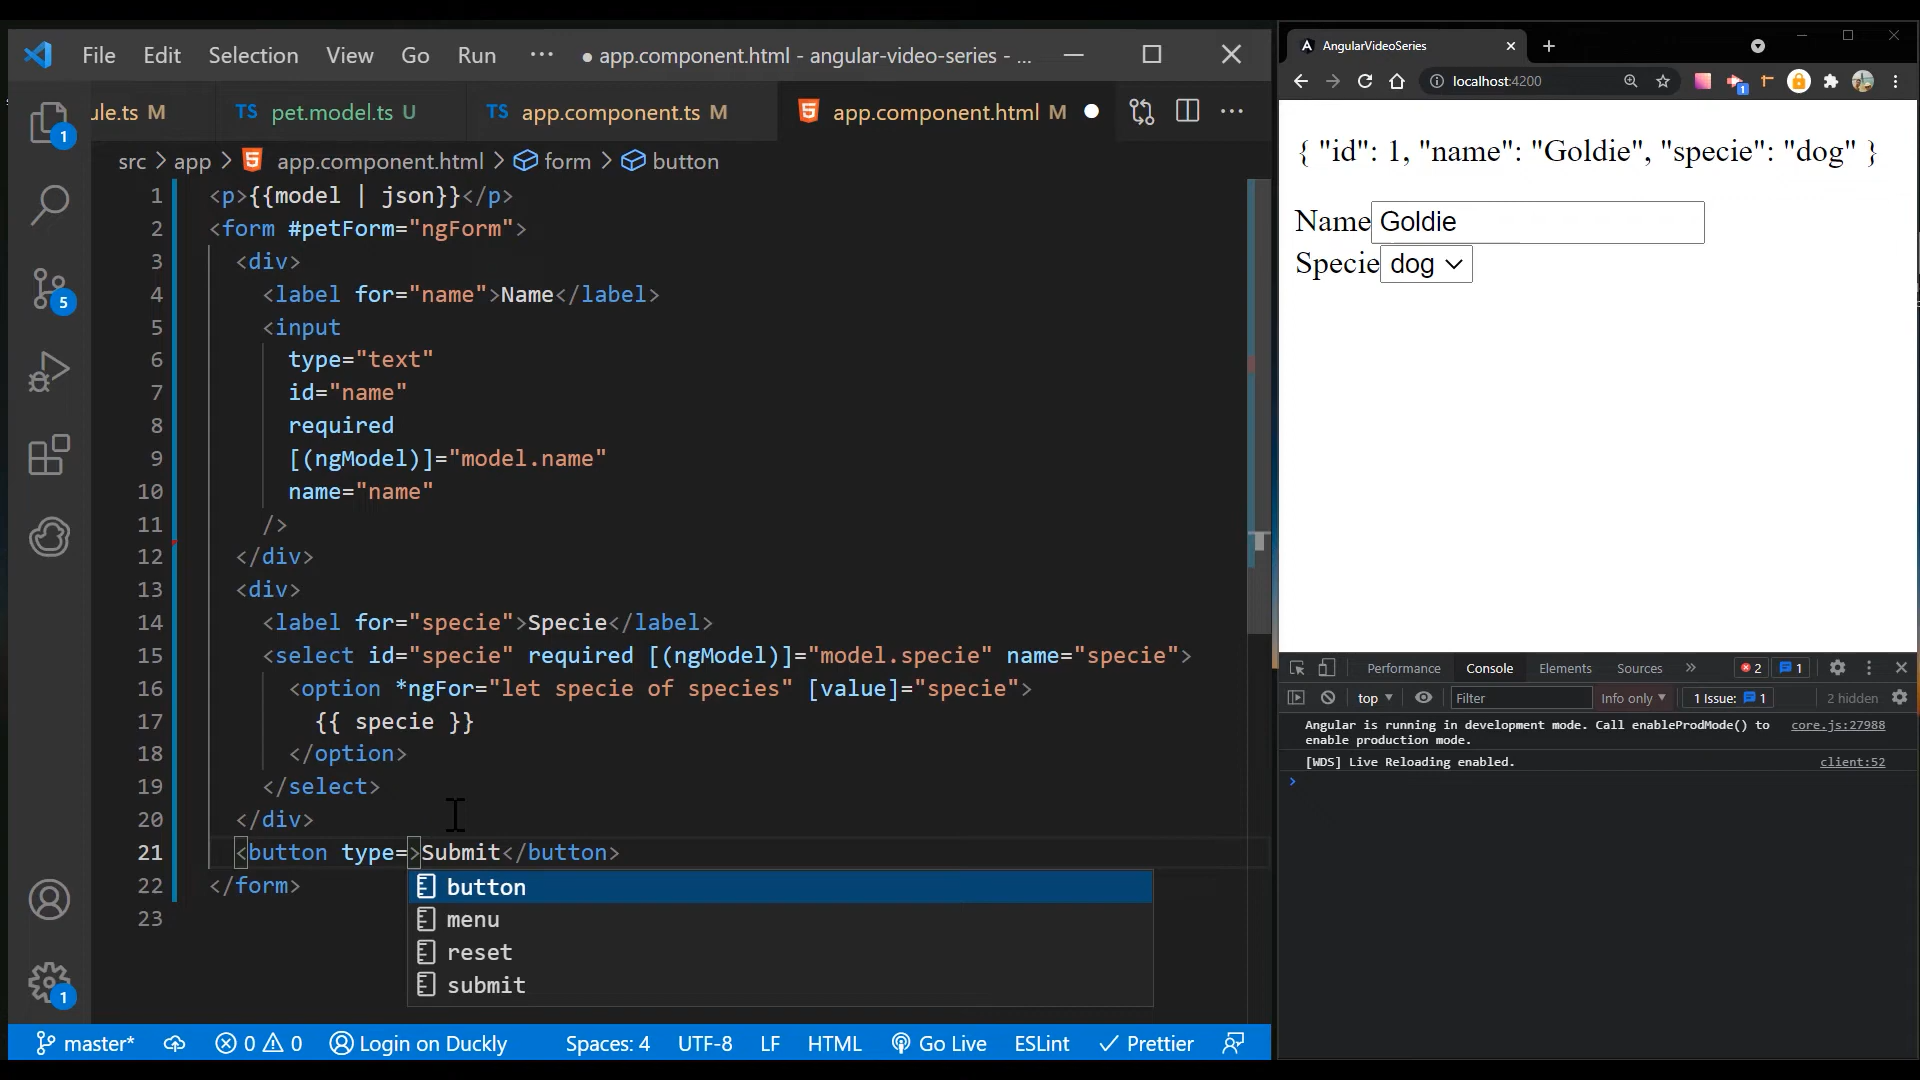 File Edit Selection View Go Run ··· ● app.component.html - angular-video-series - ...
ule.ts M TS pet.model.ts U TS app.component.ts M app.component.html M
src > app > app.component.html > form > button
1 <p>{{model | json}}</p>
2 <form #petForm="ngForm">
3 <div>
4 <label for="name">Name</label>
5 <input
6 type="text"
7 id="name"
8 required
9 [(ngModel)]="model.name"
10 name="name"
11 />
12 </div>
13 <div>
14 <label for="specie">Specie</label>
15 <select id="specie" required [(ngModel)]="model.specie" name="specie">
16 <option *ngFor="let specie of species" [value]="specie">
17 {{ specie }}
18 </option>
19 </select>
20 </div>
21 <button type=>Submit</button>
22 </form>
23
button
menu
reset
submit
1
5
1
master* 0 0 Login on Duckly Spaces: 4 UTF-8 LF HTML Go Live ESLint Prettier
AngularVideoSeries
localhost:4200
1
{ "id": 1, "name": "Goldie", "specie": "dog" }
Name Goldie
Specie dog
Performance Console Elements Sources » 2 1
top Filter Info only 1 Issue: 1 2 hidden
Angular is running in development mode. Call enableProdMode() to core.js:27988
enable production mode.
[WDS] Live Reloading enabled. client:52